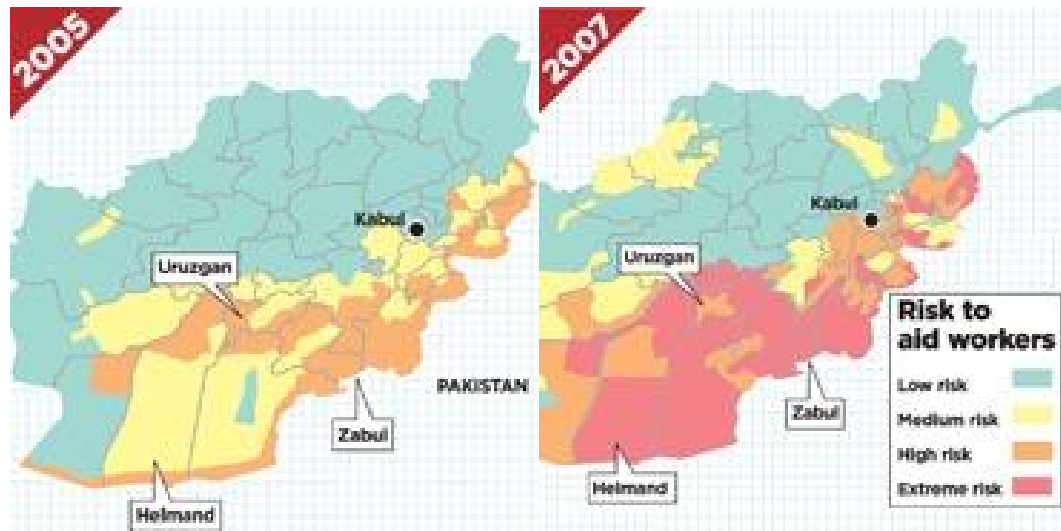 2005
Kabul
Uruzgan
PAKISTAN
Zabul
Helmand
2007
Kabul
Uruzgan
Zabul
Helmand
Risk to
aid workers
Low risk
Medium risk
High risk
Extreme risk